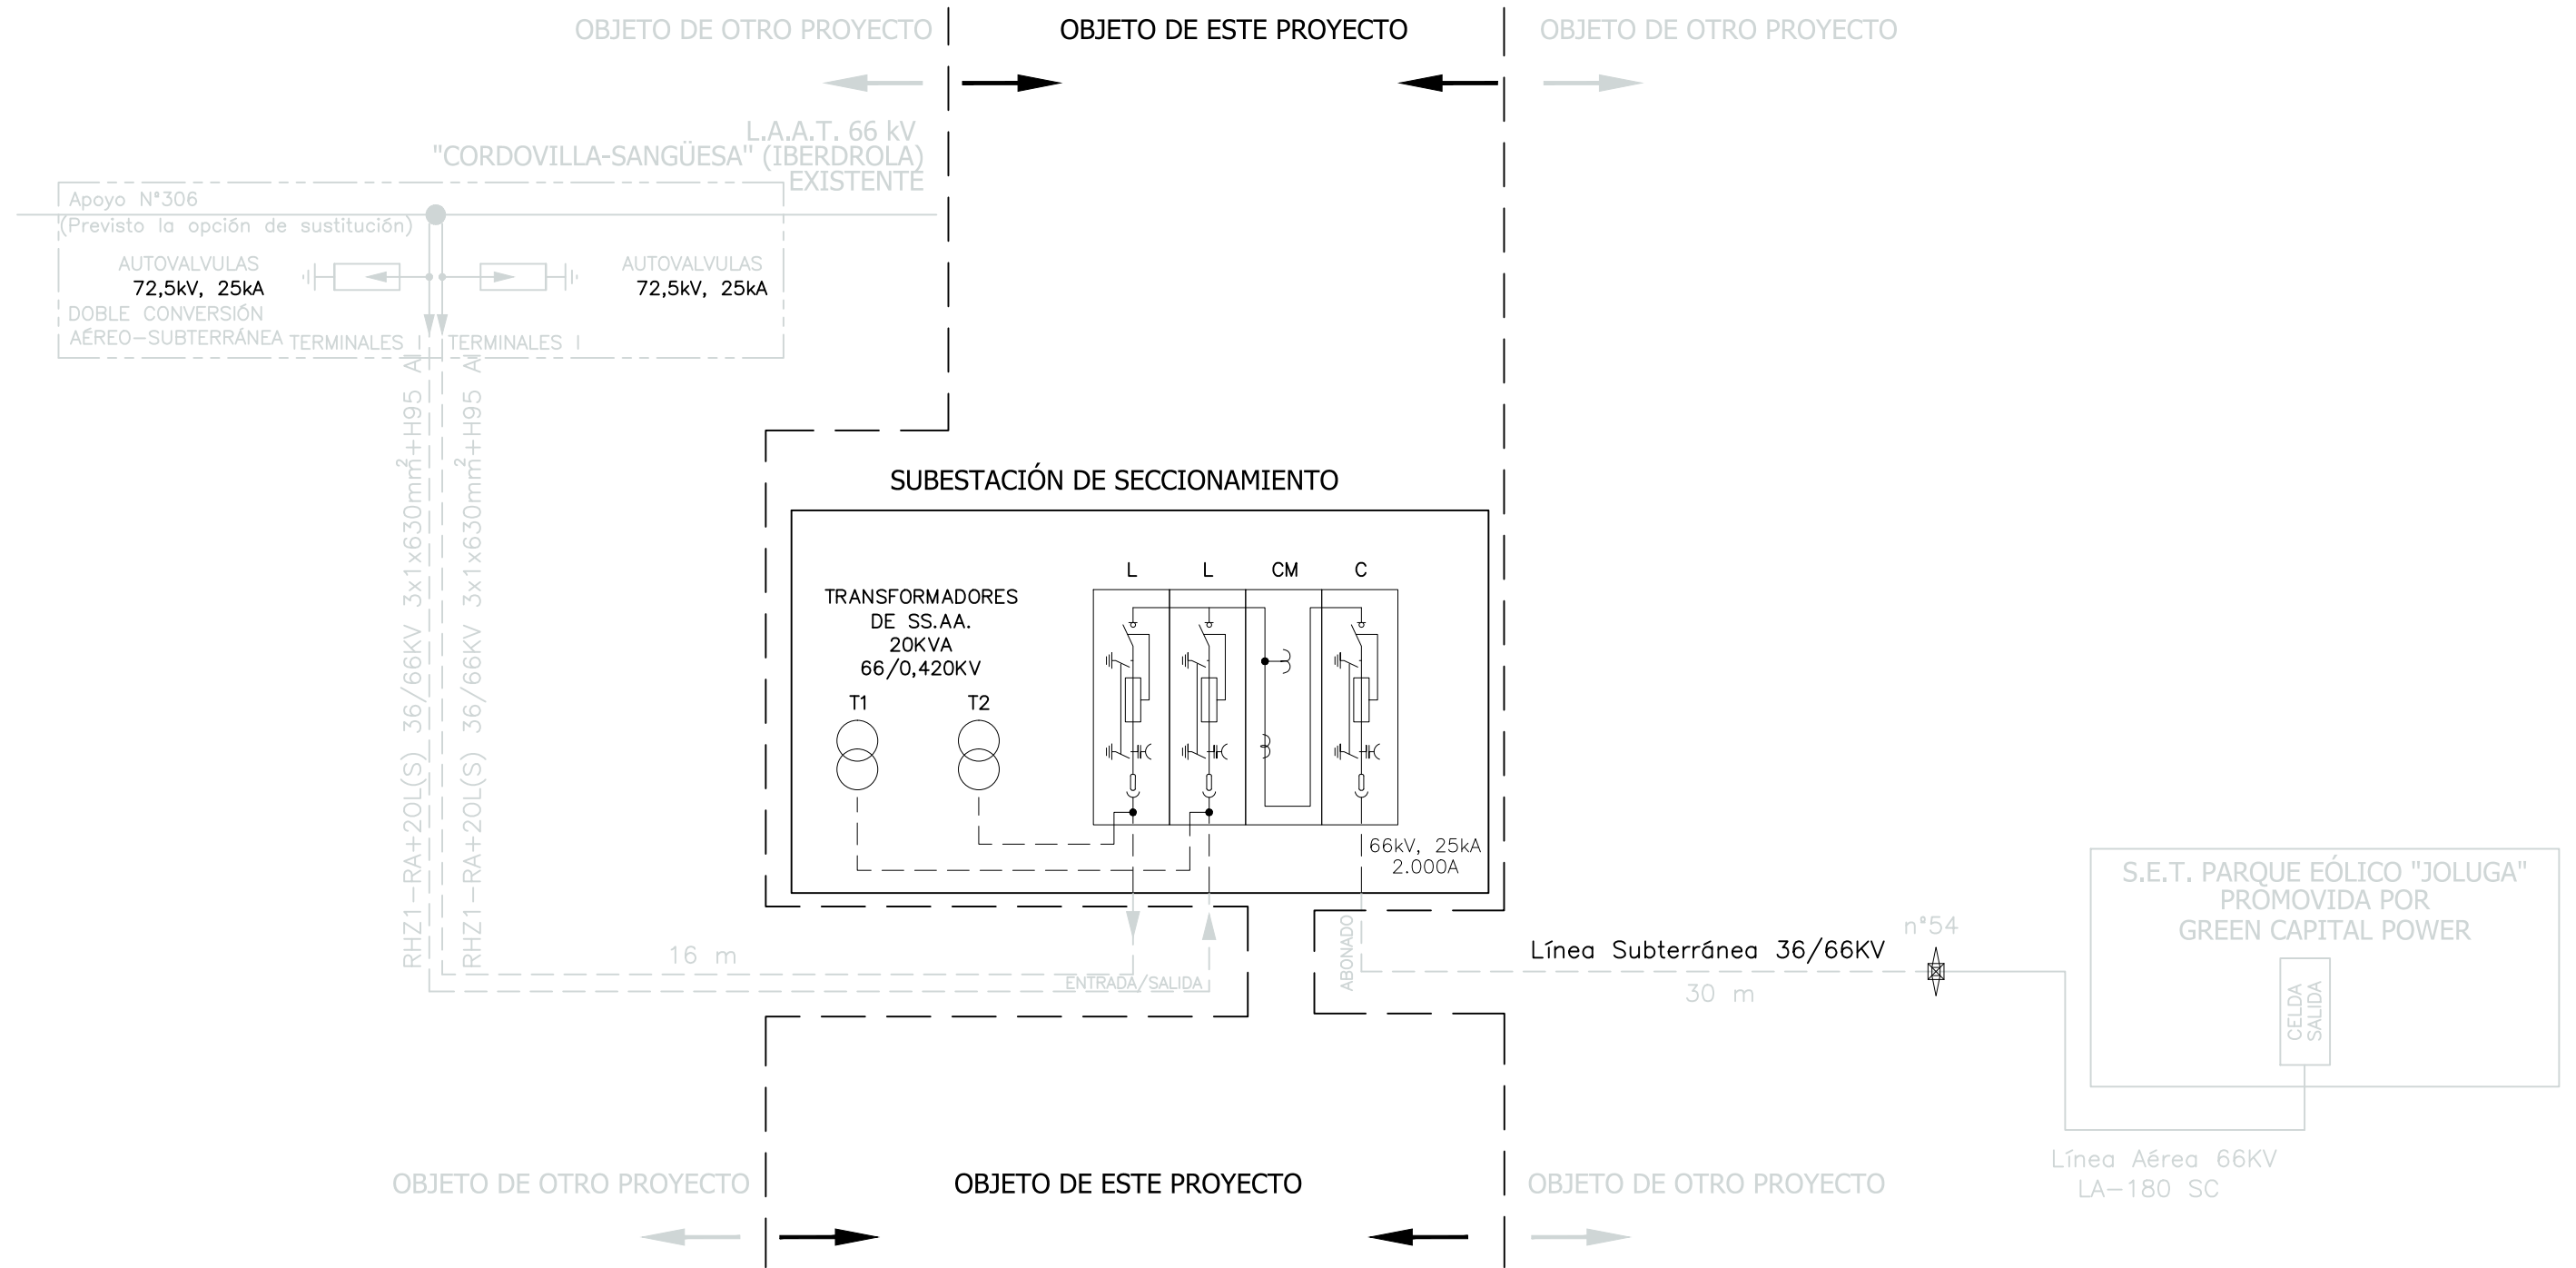 OBJETO DE OTRO PROYECTO
OBJETO DE ESTE PROYECTO
OBJETO DE OTRO PROYECTO
L.A.A.T. 66 kV
"CORDOVILLA-SANGÜESA" (IBERDROLA)
EXISTENTE
Apoyo N°306
(Previsto la opción de sustitución)
AUTOVALVULAS
72,5kV, 25kA
AUTOVALVULAS
72,5kV, 25kA
DOBLE CONVERSIÓN
AÉREO-SUBTERRÁNEA
TERMINALES
TERMINALES
RHZ1-RA+2OL(S) 36/66KV 3x1x630mm²+H95 Al
RHZ1-RA+2OL(S) 36/66KV 3x1x630mm²+H95 Al
SUBESTACIÓN DE SECCIONAMIENTO
TRANSFORMADORES
DE SS.AA.
20KVA
66/0,420KV
T1
T2
L
L
CM
C
66kV, 25kA
2.000A
16 m
ENTRADA/SALIDA
ABONADO
Línea Subterránea 36/66KV
30 m
n°54
S.E.T. PARQUE EÓLICO "JOLUGA"
PROMOVIDA POR
GREEN CAPITAL POWER
CELDA
SALIDA
Línea Aérea 66KV
LA-180 SC
OBJETO DE OTRO PROYECTO
OBJETO DE ESTE PROYECTO
OBJETO DE OTRO PROYECTO